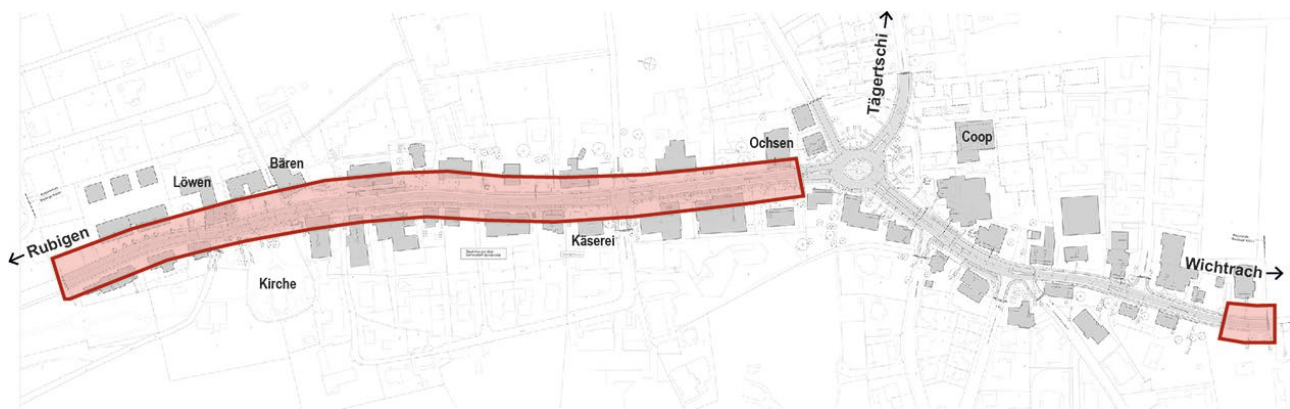 Tägertschi →
Ochsen
Coop
Bären
Löwen
← Rubigen
Käserei
Kirche
Wichtrach →